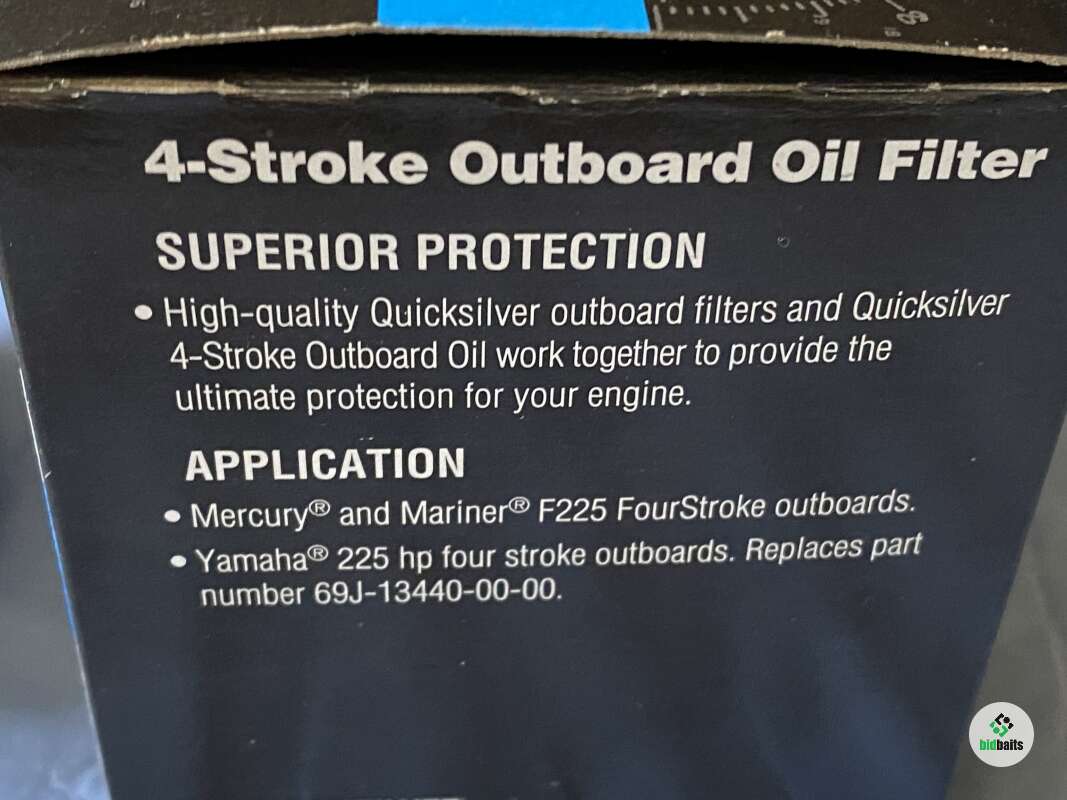 4-Stroke Outboard Oil Filter
SUPERIOR PROTECTION
• High-quality Quicksilver outboard filters and Quicksilver
4-Stroke Outboard Oil work together to provide the
ultimate protection for your engine.
APPLICATION
• Mercury® and Mariner® F225 FourStroke outboards.
• Yamaha® 225 hp four stroke outboards. Replaces part
number 69J-13440-00-00.
bidbaits